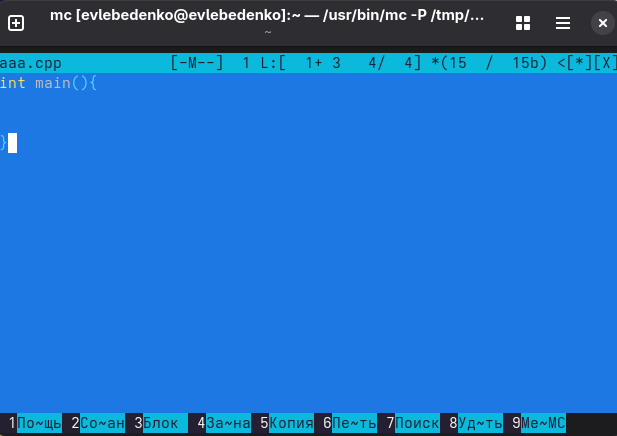 mc [evlebedenko@evlebedenko]:~ — /usr/bin/mc -P /tmp/…
~
aaa.cpp [-M--] 1 L:[ 1+ 3 4/ 4] *(15 / 15b) <[*][X]
int main(){
}
1По~щь 2Со~ан 3Блок 4За~на 5Копия 6Пе~ть 7Поиск 8Уд~ть 9Ме~МС